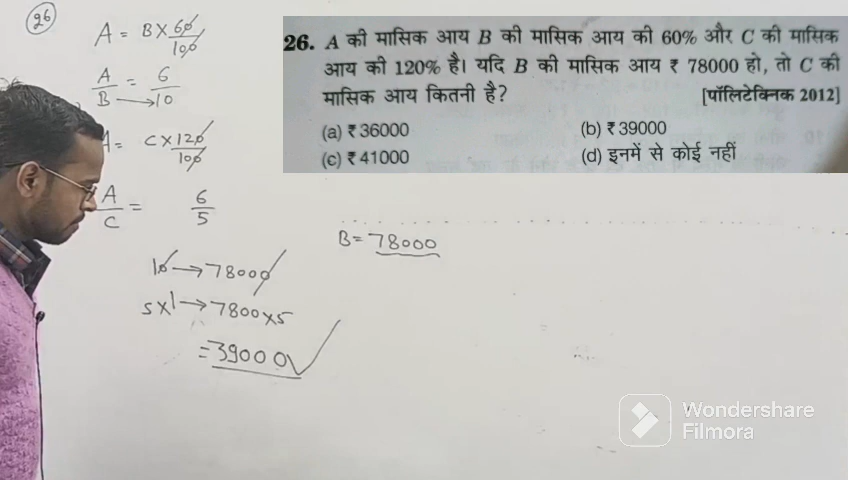 26
A = B × 60/100
A/B = 6/10
= C × 120/100
A/C = 6/5
10 → 78000
5 × 1 → 7800 × 5
= 39000
B = 78000
26. A की मासिक आय B की मासिक आय की 60% और C की मासिक
आय की 120% है। यदि B की मासिक आय ₹ 78000 हो, तो C की
मासिक आय कितनी है? [पॉलिटेक्निक 2012]
(a) ₹ 36000 (b) ₹ 39000
(c) ₹ 41000 (d) इनमें से कोई नहीं
Wondershare
Filmora